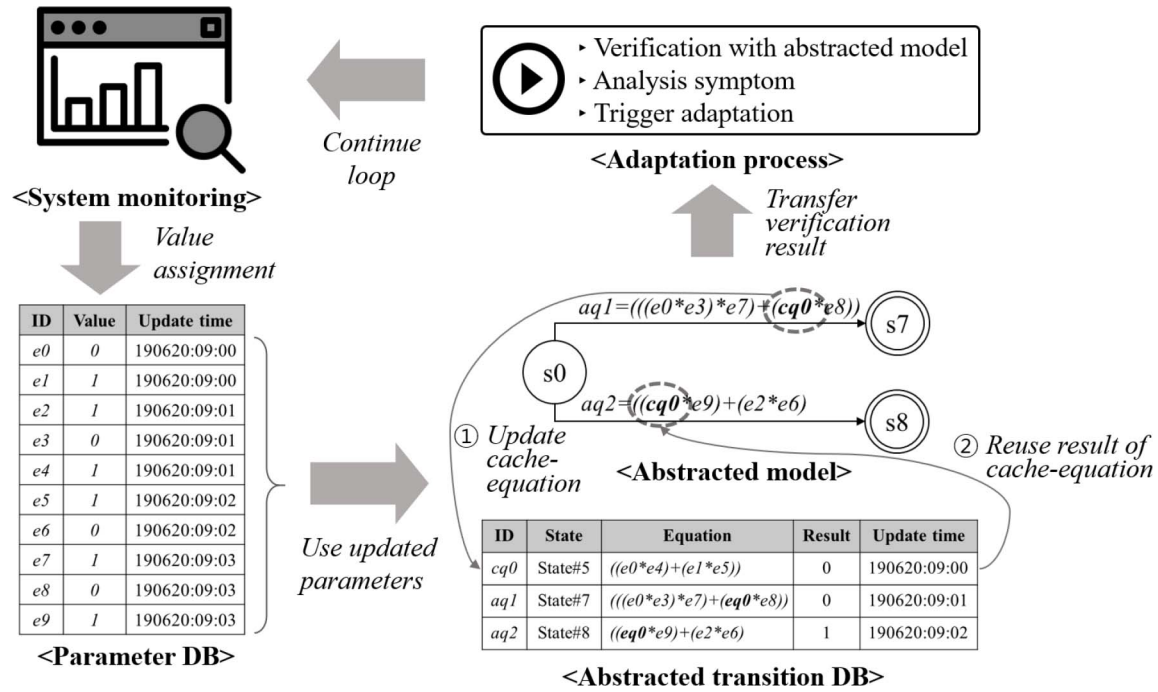 ‣ Verification with abstracted model
‣ Analysis symptom
‣ Trigger adaptation
Continue
loop
<Adaptation process>
<System monitoring>
Transfer
verification
result
Value
assignment
ID Value Update time
e0 0 190620:09:00
e1 1 190620:09:00
e2 1 190620:09:01
e3 0 190620:09:01
e4 1 190620:09:01
e5 1 190620:09:02
e6 0 190620:09:02
e7 1 190620:09:03
e8 0 190620:09:03
e9 1 190620:09:03
<Parameter DB>
Use updated
parameters
aq1=(((e0*e3)*e7)+(cq0*e8))
s7
s0
aq2=((cq0*e9)+(e2*e6)
s8
① Update
cache-
equation
<Abstracted model>
② Reuse result of
cache-equation
ID State Equation Result Update time
cq0 State#5 ((e0*e4)+(e1*e5)) 0 190620:09:00
aq1 State#7 (((e0*e3)*e7)+(eq0*e8)) 0 190620:09:01
aq2 State#8 ((eq0*e9)+(e2*e6) 1 190620:09:02
<Abstracted transition DB>